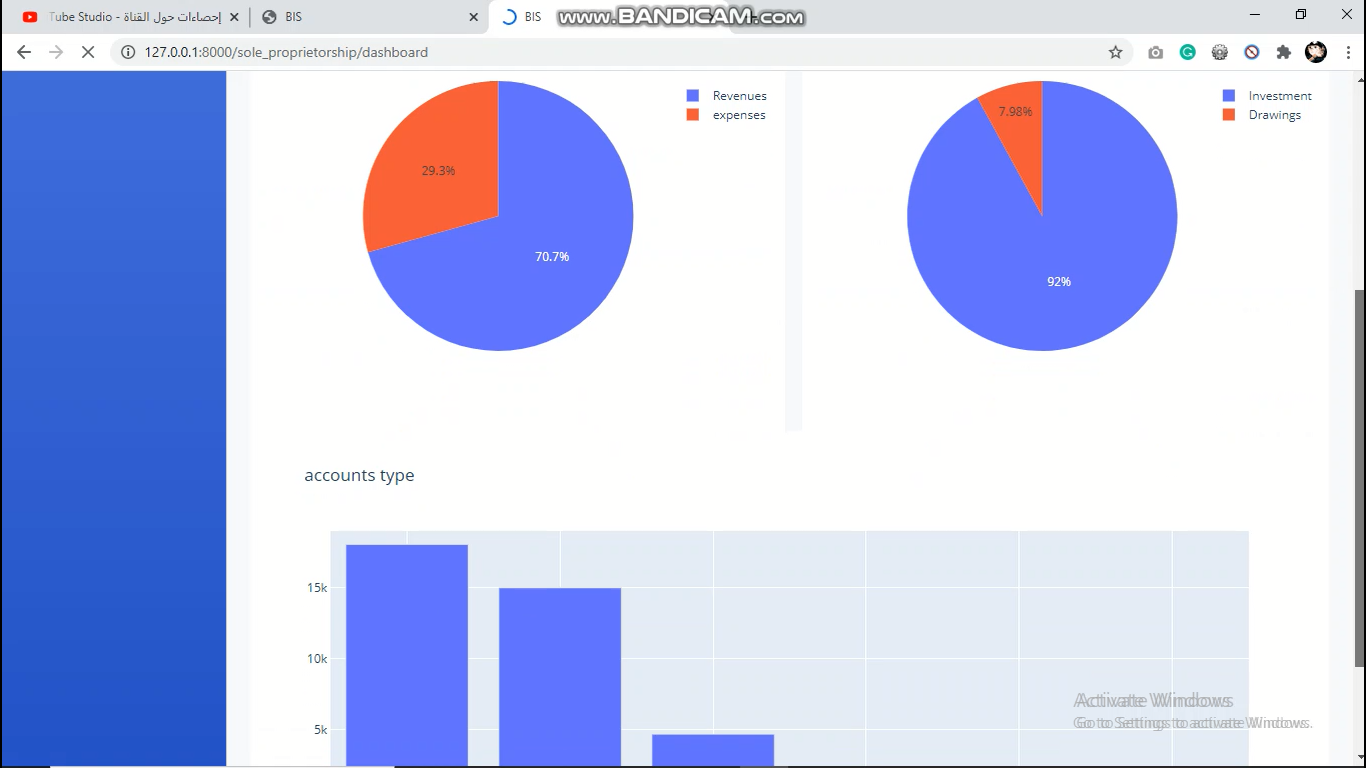 Tube Studio - إحصاءات حول القناة
BIS
BIS
www.BANDICAM.com
127.0.0.1:8000/sole_proprietorship/dashboard
Revenues
expenses
29.3%
70.7%
Investment
Drawings
7.98%
92%
accounts type
15k
10k
5k
Activate Windows
Go to Settings to activate Windows.